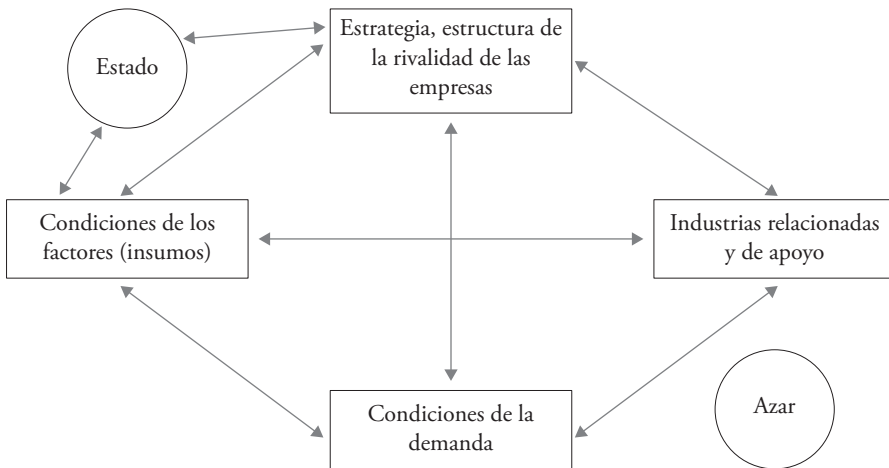 Estado
Estrategia, estructura de
la rivalidad de las
empresas
Condiciones de los
factores (insumos)
Industrias relacionadas
y de apoyo
Condiciones de la
demanda
Azar